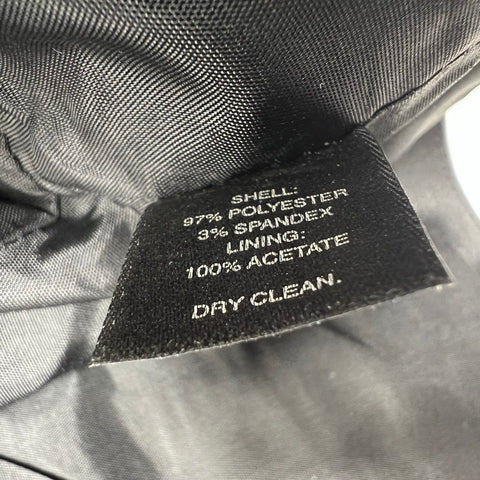 SHELL:
97% POLYESTER
3% SPANDEX
LINING:
100% ACETATE
DRY CLEAN.